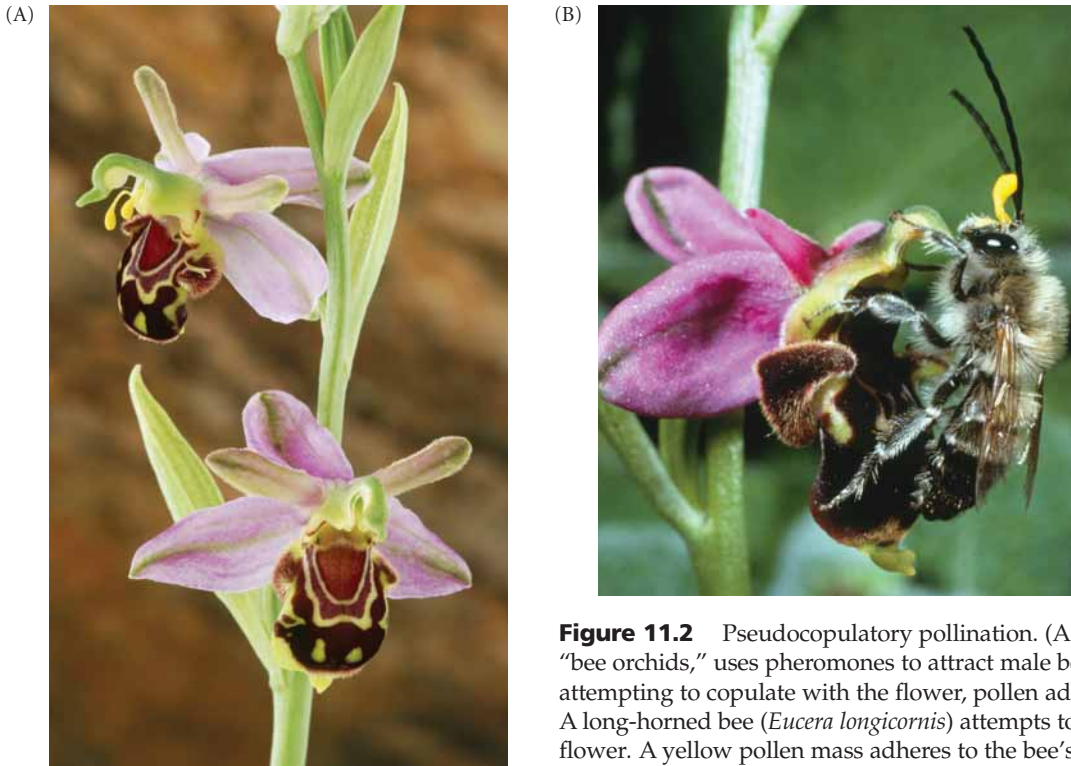 (A)
(B)
Figure 11.2 Pseudocopulatory pollination. (A
“bee orchids,” uses pheromones to attract male b
attempting to copulate with the flower, pollen ad
A long-horned bee (Eucera longicornis) attempts to
flower. A yellow pollen mass adheres to the bee’s